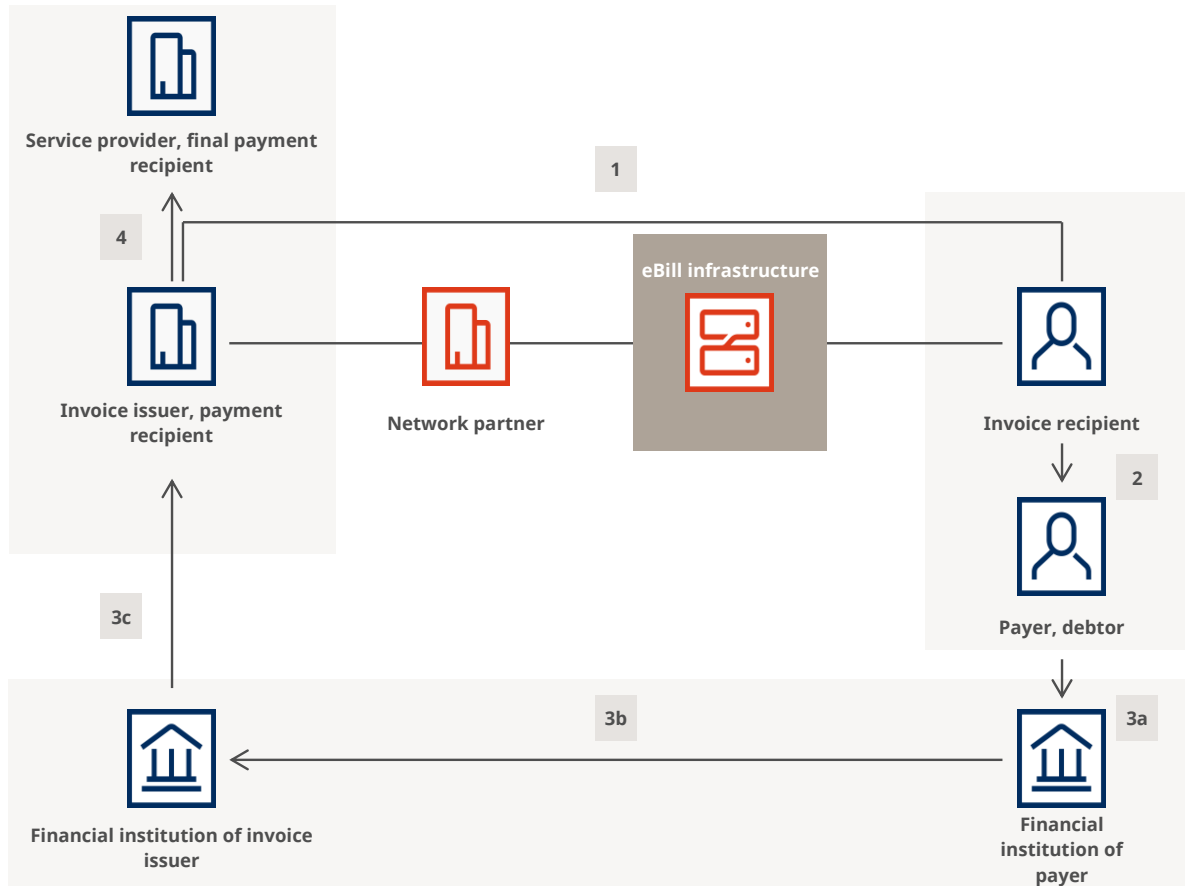 Service provider, final payment
recipient
1
4
eBill infrastructure
Invoice issuer, payment
recipient
Network partner
Invoice recipient
2
Payer, debtor
3c
3b
3a
Financial institution of invoice
issuer
Financial
institution of
payer